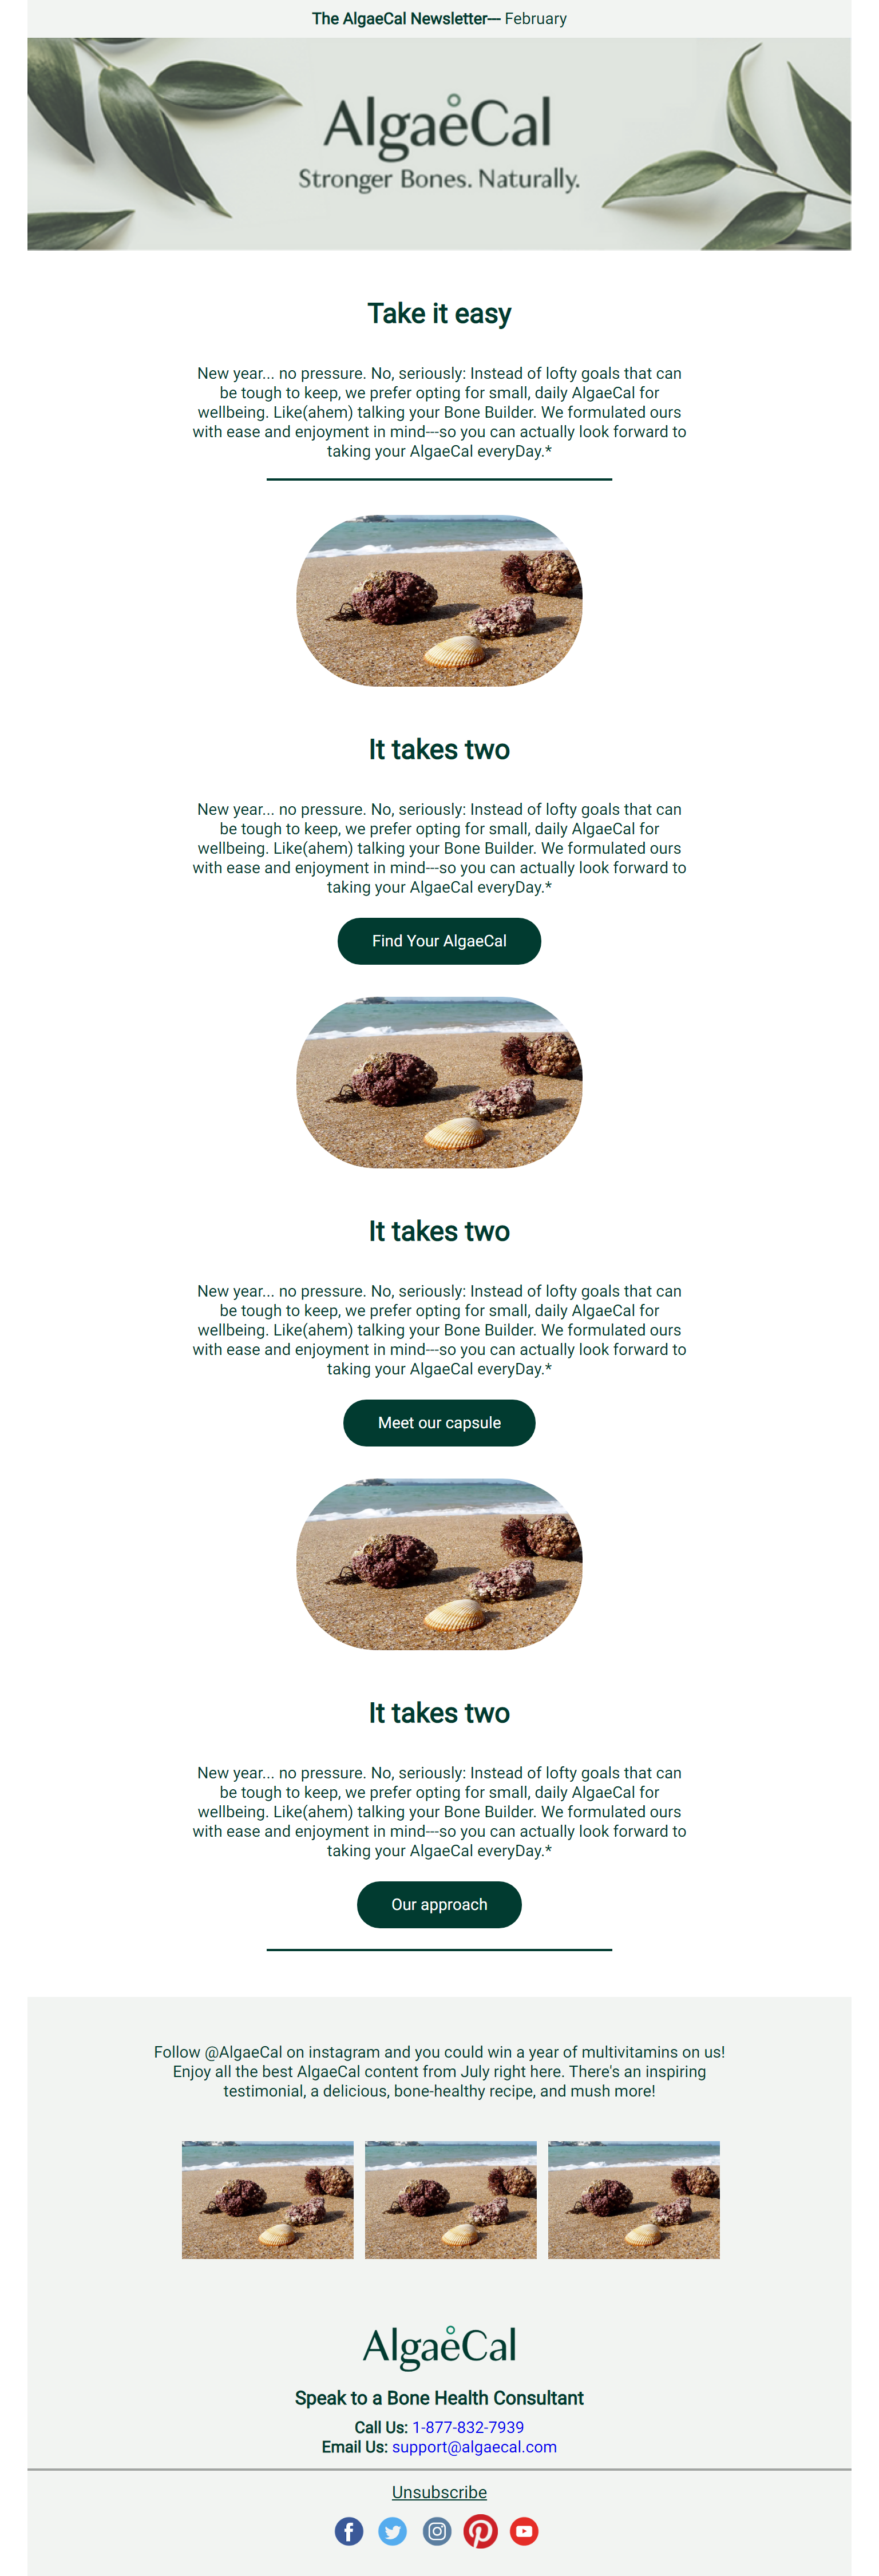 The AlgaeCal Newsletter--- February
AlgaeCal
Stronger Bones. Naturally.
Take it easy
New year... no pressure. No, seriously: Instead of lofty goals that can
be tough to keep, we prefer opting for small, daily AlgaeCal for
wellbeing. Like(ahem) talking your Bone Builder. We formulated ours
with ease and enjoyment in mind---so you can actually look forward to
taking your AlgaeCal everyDay.*
It takes two
New year... no pressure. No, seriously: Instead of lofty goals that can
be tough to keep, we prefer opting for small, daily AlgaeCal for
wellbeing. Like(ahem) talking your Bone Builder. We formulated ours
with ease and enjoyment in mind---so you can actually look forward to
taking your AlgaeCal everyDay.*
Find Your AlgaeCal
It takes two
New year... no pressure. No, seriously: Instead of lofty goals that can
be tough to keep, we prefer opting for small, daily AlgaeCal for
wellbeing. Like(ahem) talking your Bone Builder. We formulated ours
with ease and enjoyment in mind---so you can actually look forward to
taking your AlgaeCal everyDay.*
Meet our capsule
It takes two
New year... no pressure. No, seriously: Instead of lofty goals that can
be tough to keep, we prefer opting for small, daily AlgaeCal for
wellbeing. Like(ahem) talking your Bone Builder. We formulated ours
with ease and enjoyment in mind---so you can actually look forward to
taking your AlgaeCal everyDay.*
Our approach
Follow @AlgaeCal on instagram and you could win a year of multivitamins on us!
Enjoy all the best AlgaeCal content from July right here. There's an inspiring
testimonial, a delicious, bone-healthy recipe, and mush more!
AlgaeCal
Speak to a Bone Health Consultant
Call Us: 1-877-832-7939
Email Us: support@algaecal.com
Unsubscribe